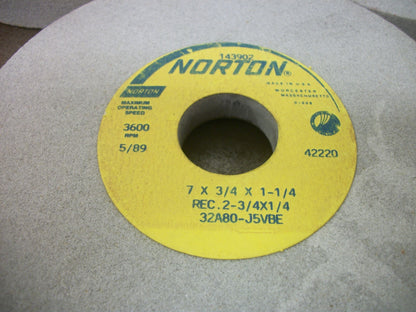 143902
NORTON®
MADE IN U.S.A.
WORCESTER
MASSACHUSETTS
NORTON
MAXIMUM
OPERATING
SPEED
3600
RPM
5/89
42220
7 X 3/4 X 1-1/4
REC. 2-3/4X1/4
32A80-J5VBE